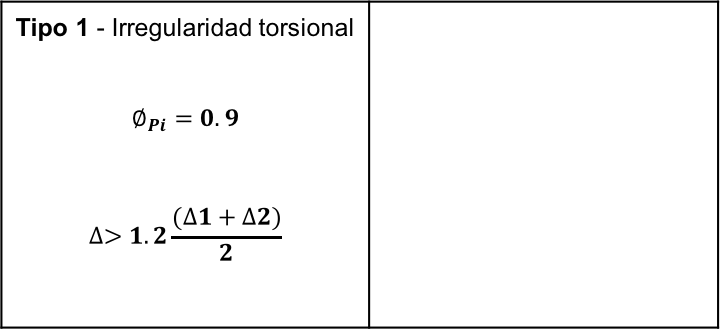 Tipo 1 - Irregularidad torsional
∅Pi = 0.9
Δ> 1.2 (Δ1 + Δ2)
2